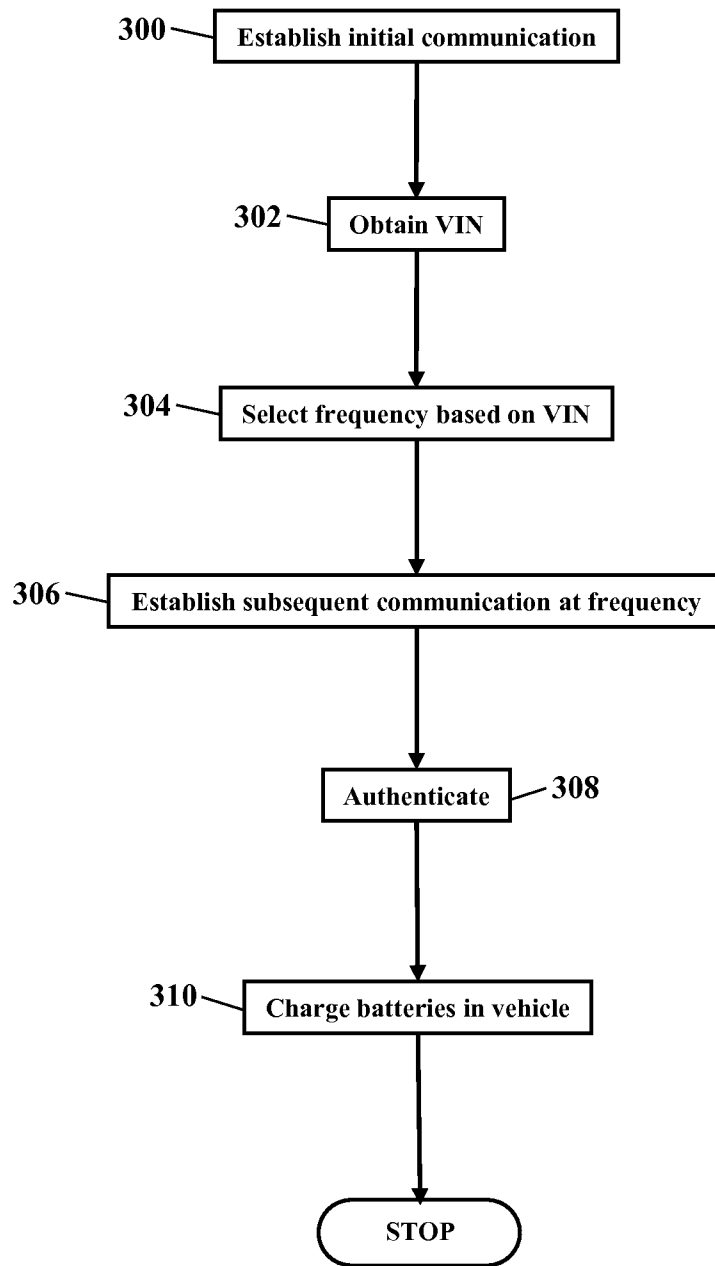 300
Establish initial communication
302
Obtain VIN
304
Select frequency based on VIN
306
Establish subsequent communication at frequency
Authenticate
308
310
Charge batteries in vehicle
STOP